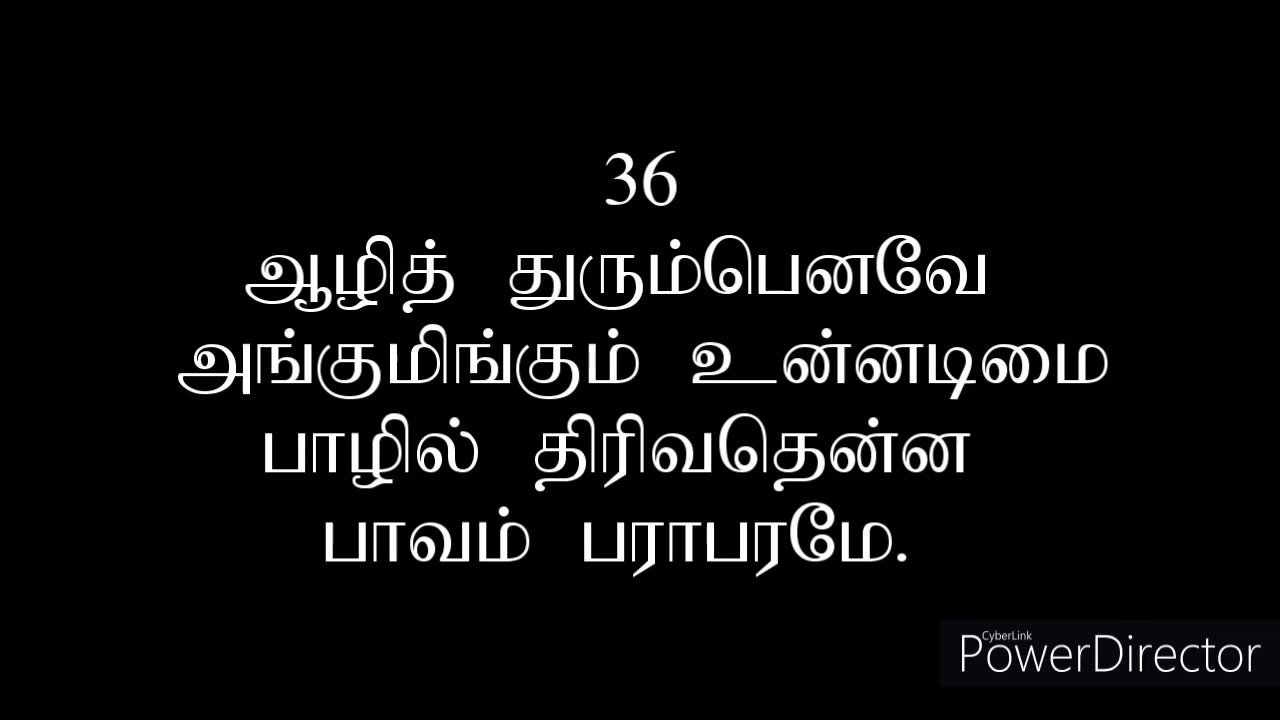 36
ஆழித் துரும்பெனவே
அங்குமிங்கும் உன்னடிமை
பாழில் திரிவதென்ன
பாவம் பராபரமே.
CyberLink
PowerDirector